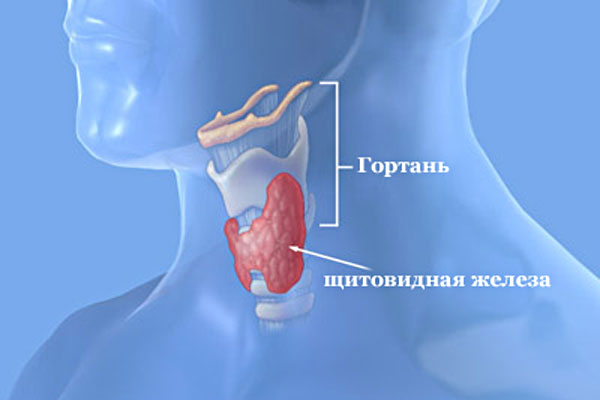 Гортань
щитовидная железа